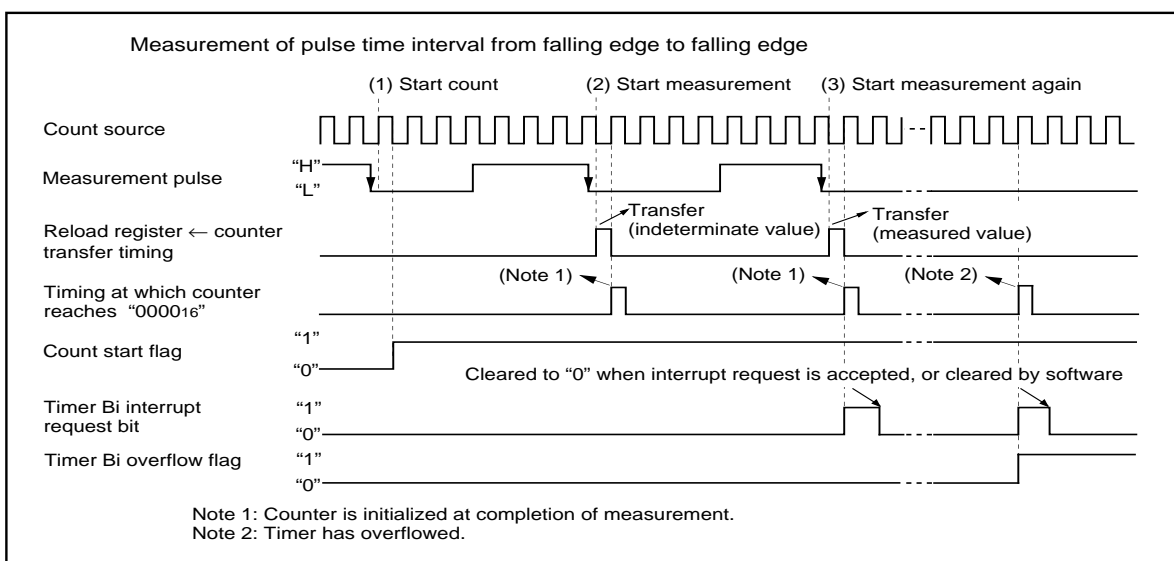 Measurement of pulse time interval from falling edge to falling edge
(1) Start count
(2) Start measurement
(3) Start measurement again
Count source
Measurement pulse
“H”
“L”
Reload register ← counter
transfer timing
Transfer
(indeterminate value)
Transfer
(measured value)
Timing at which counter
reaches “000016”
(Note 1)
(Note 1)
(Note 2)
Count start flag
“1”
“0”
Cleared to “0” when interrupt request is accepted, or cleared by software
Timer Bi interrupt
request bit
“1”
“0”
Timer Bi overflow flag
“1”
“0”
Note 1: Counter is initialized at completion of measurement.
Note 2: Timer has overflowed.